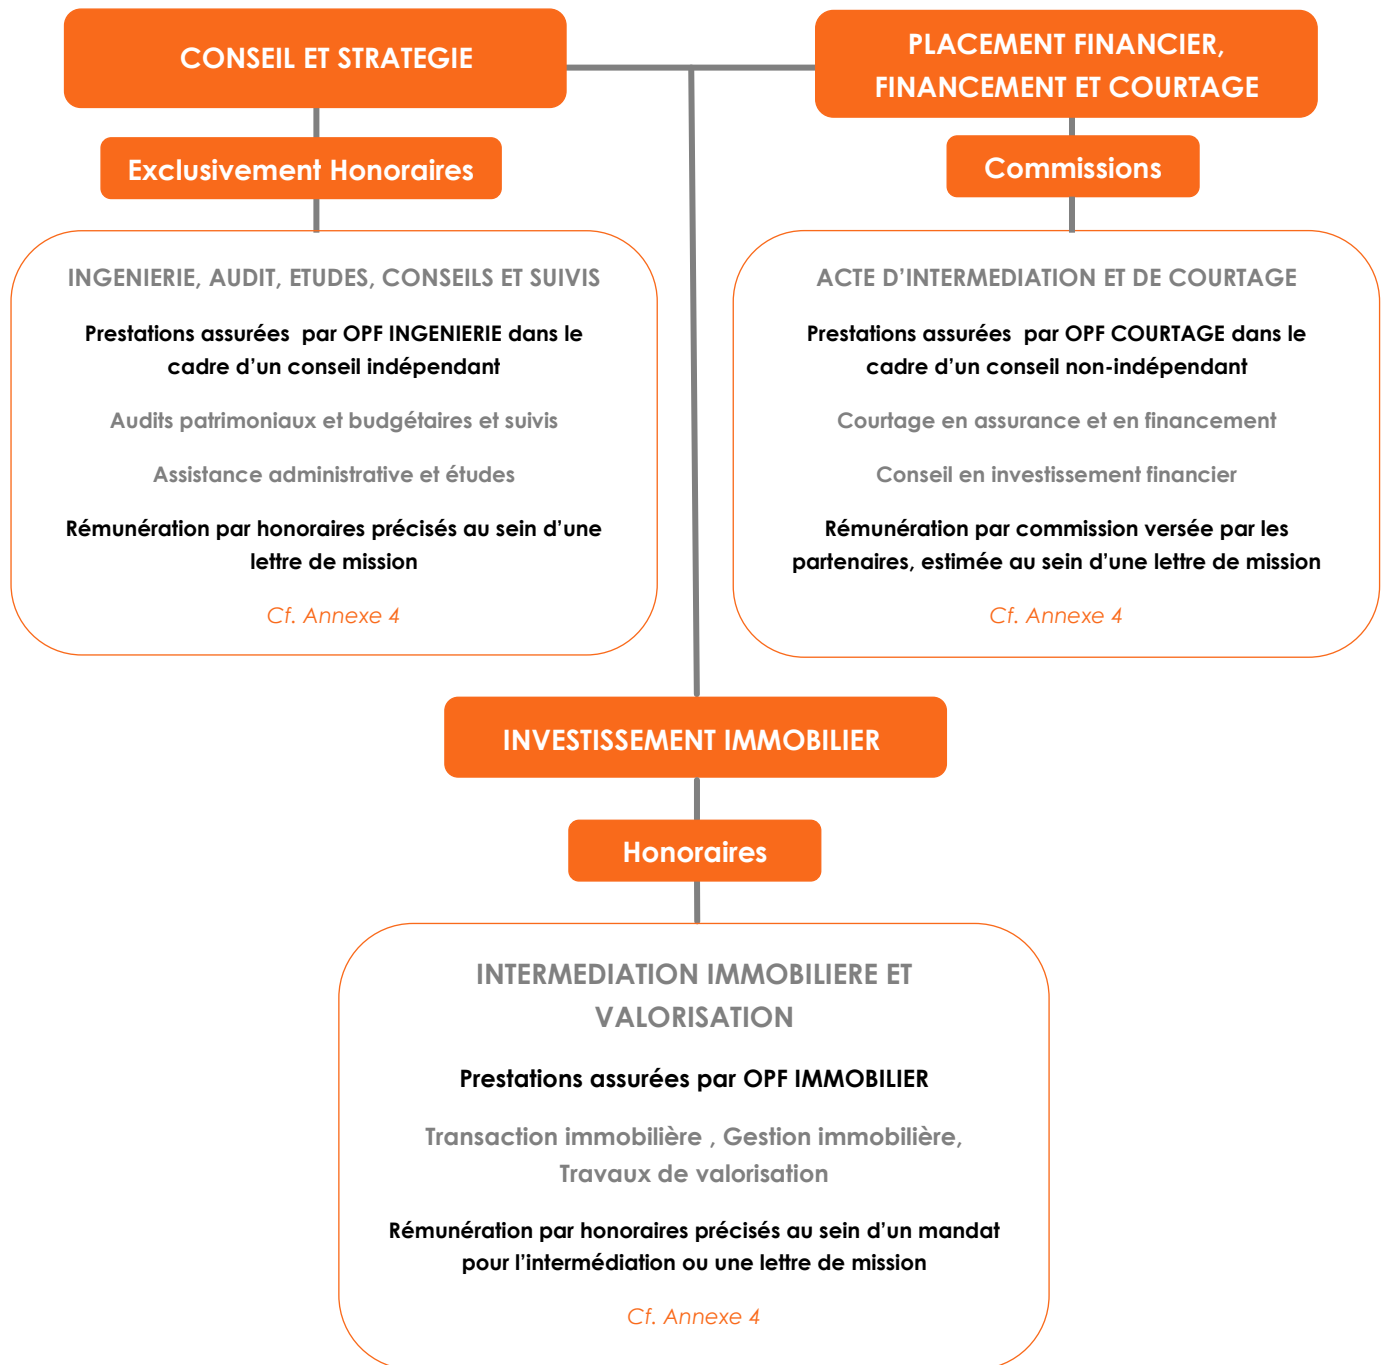 CONSEIL ET STRATEGIE
Exclusivement Honoraires
INGENIERIE, AUDIT, ETUDES, CONSEILS ET SUIVIS
Prestations assurées  par OPF INGENIERIE dans le
cadre d’un conseil indépendant
Audits patrimoniaux et budgétaires et suivis
Assistance administrative et études
Rémunération par honoraires précisés au sein d’une
lettre de mission
Cf. Annexe 4
PLACEMENT FINANCIER,
FINANCEMENT ET COURTAGE
Commissions
ACTE D’INTERMEDIATION ET DE COURTAGE
Prestations assurées  par OPF COURTAGE dans le
cadre d’un conseil non-indépendant
Courtage en assurance et en financement
Conseil en investissement financier
Rémunération par commission versée par les
partenaires, estimée au sein d’une lettre de mission
Cf. Annexe 4
INVESTISSEMENT IMMOBILIER
Honoraires
INTERMEDIATION IMMOBILIERE ET
VALORISATION
Prestations assurées par OPF IMMOBILIER
Transaction immobilière , Gestion immobilière,
Travaux de valorisation
Rémunération par honoraires précisés au sein d’un mandat
pour l’intermédiation ou une lettre de mission
Cf. Annexe 4